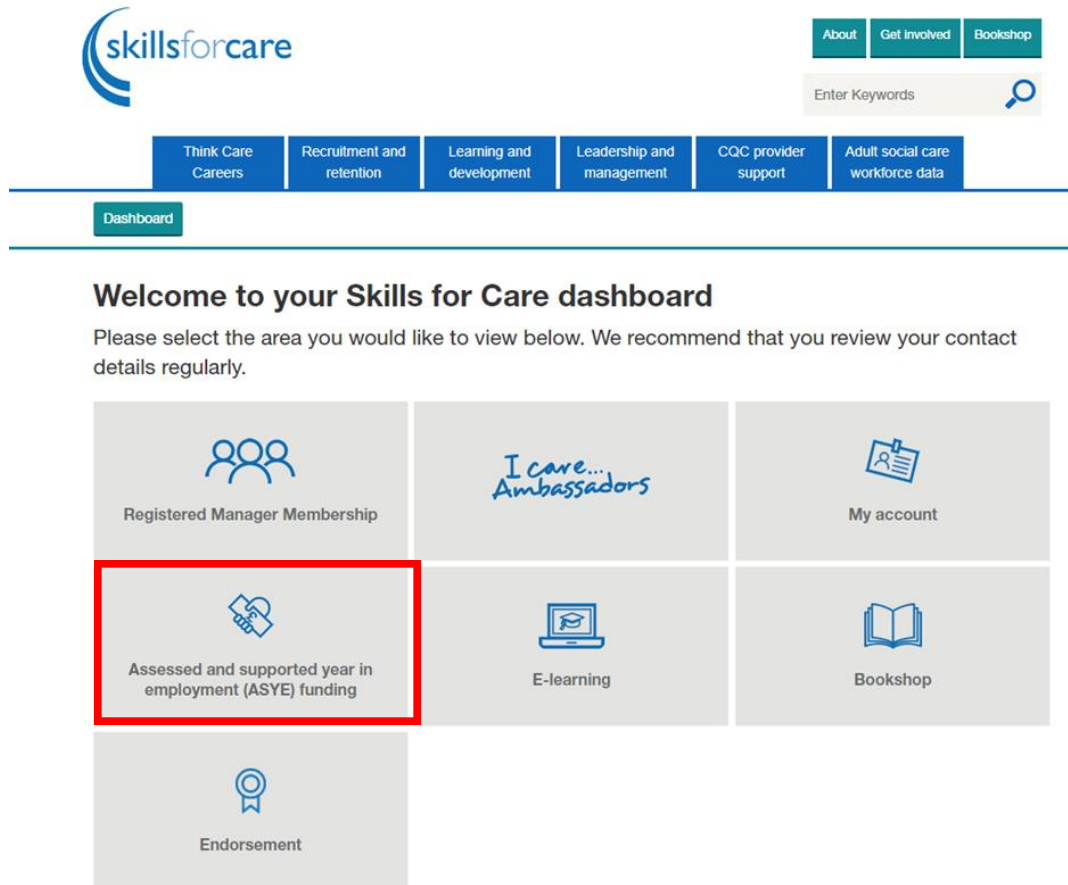 skillsforcare
About Get involved Bookshop
Enter Keywords
Think Care Careers
Recruitment and retention
Learning and development
Leadership and management
CQC provider support
Adult social care workforce data
Dashboard
Welcome to your Skills for Care dashboard
Please select the area you would like to view below. We recommend that you review your contact
details regularly.
Registered Manager Membership
I care...
Ambassadors
My account
Assessed and supported year in
employment (ASYE) funding
E-learning
Bookshop
Endorsement